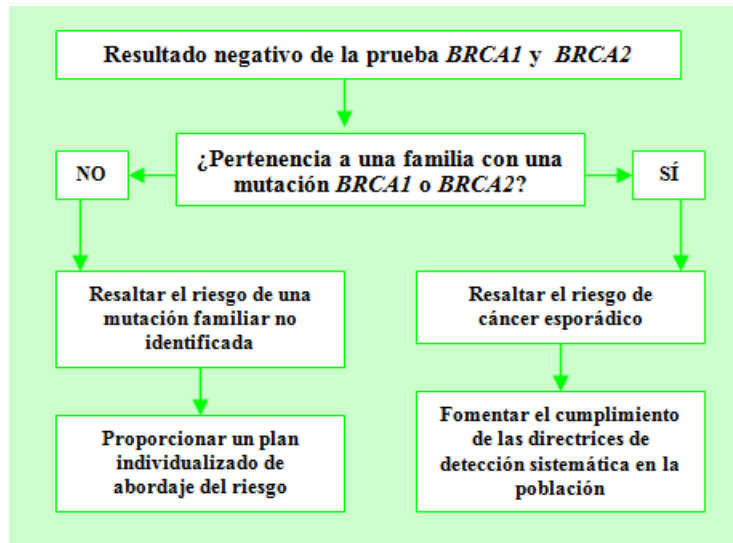 Resultado negativo de la prueba BRCA1 y BRCA2
¿Pertenencia a una familia con una
mutación BRCA1 o BRCA2?
NO
SÍ
Resaltar el riesgo de una
mutación familiar no
identificada
Resaltar el riesgo de
cáncer esporádico
Proporcionar un plan
individualizado de
abordaje del riesgo
Fomentar el cumplimiento
de las directrices de
detección sistemática en la
población